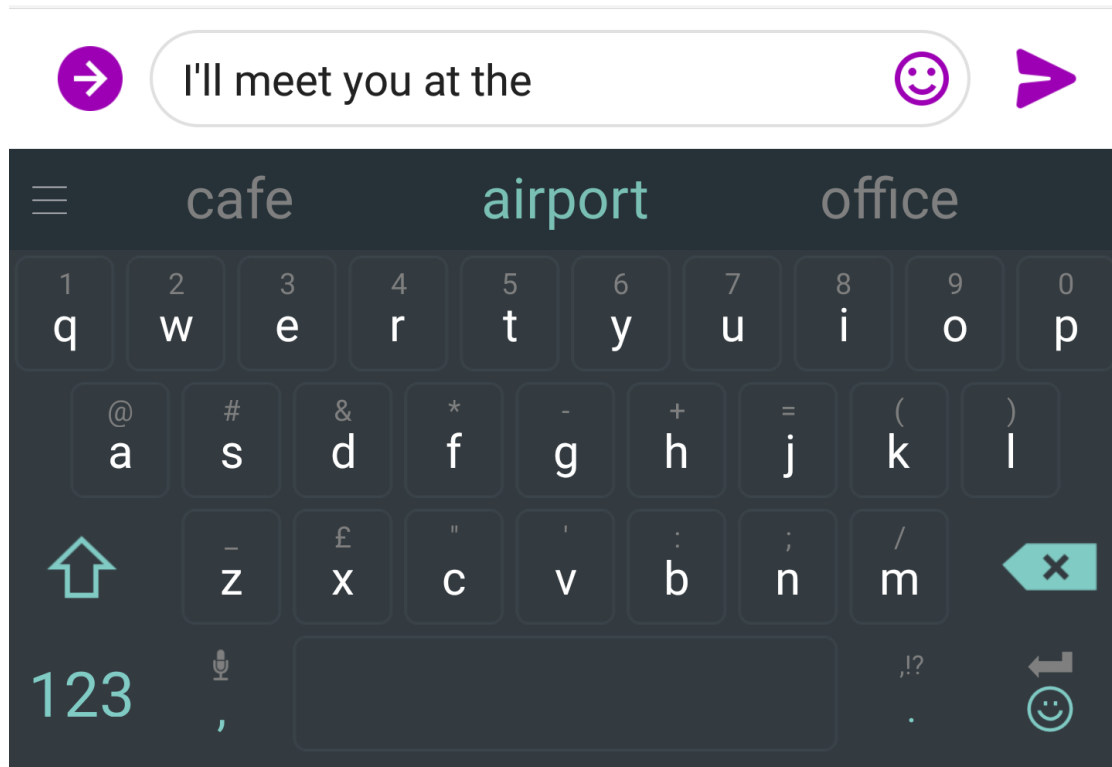 I'll meet you at the
cafe airport office
1 2 3 4 5 6 7 8 9 0
q w e r t y u i o p
@ # & * - + = ( )
a s d f g h j k l
_ £ " ' : ; /
z x c v b n m
,!?
123 , .